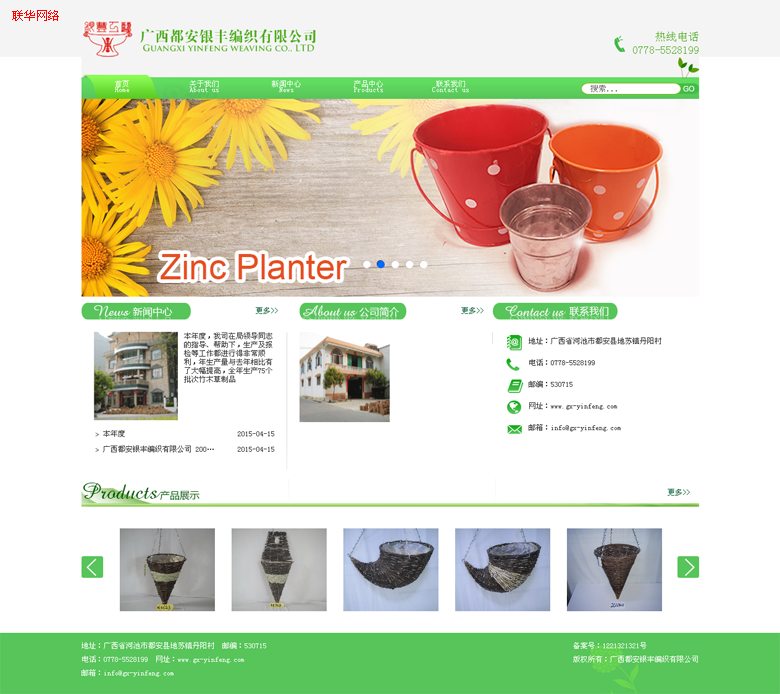 联华网络
广西都安银丰编织有限公司
GUANGXI YINFENG WEAVING CO., LTD
热线电话
0778-5528199
首页 关于我们 新闻中心 产品中心 联系我们
Home About us News Products Contact us
搜索... GO
Zinc Planter
News 新闻中心 更多>>
About us 公司简介 更多>>
Contact us 联系我们
本年度，我司在局领导同志
的指导、帮助下，生产及报
检等工作都进行得非常顺
利，年生产量与去年相比有
了大幅提高，全年生产75个
批次竹木草制品
> 本年度 2015-04-15
> 广西都安银丰编织有限公司 200… 2015-04-15
地址：广西省河池市都安县地苏镇丹阳村
电话：0778-5528199
邮编：530715
网址：www.gx-yinfeng.com
邮箱：info@gx-yinfeng.com
Products/产品展示 更多>>
地址：广西省河池市都安县地苏镇丹阳村 邮编：530715
电话：0778-5528199 网址：www.gx-yinfeng.com
邮箱：info@gx-yinfeng.com
备案号：1221321321号
版权所有：广西都安银丰编织有限公司